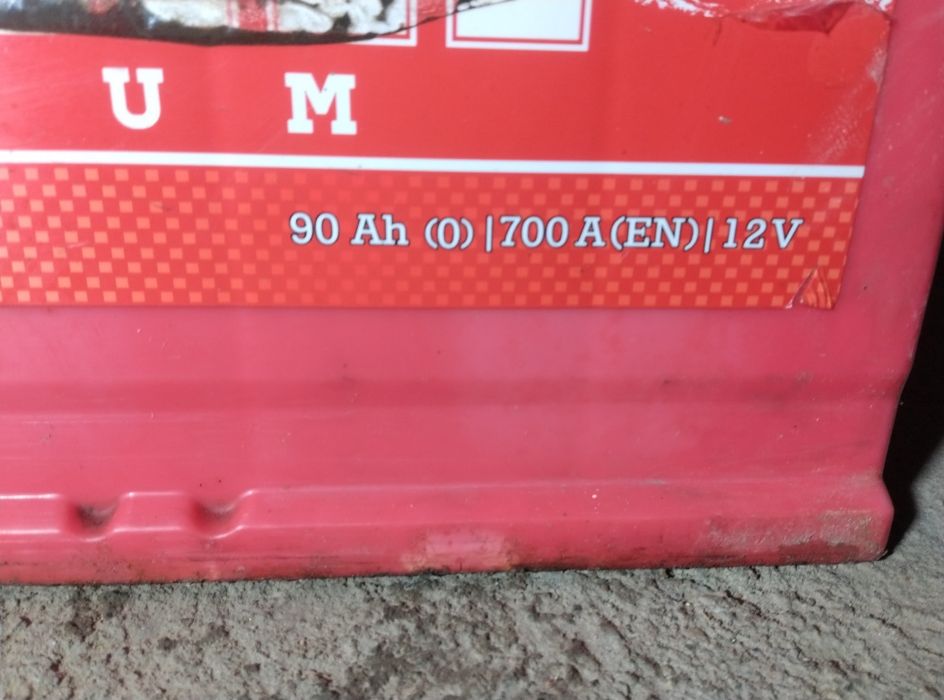 U M
90 Ah (0) | 700 A(EN) | 12V